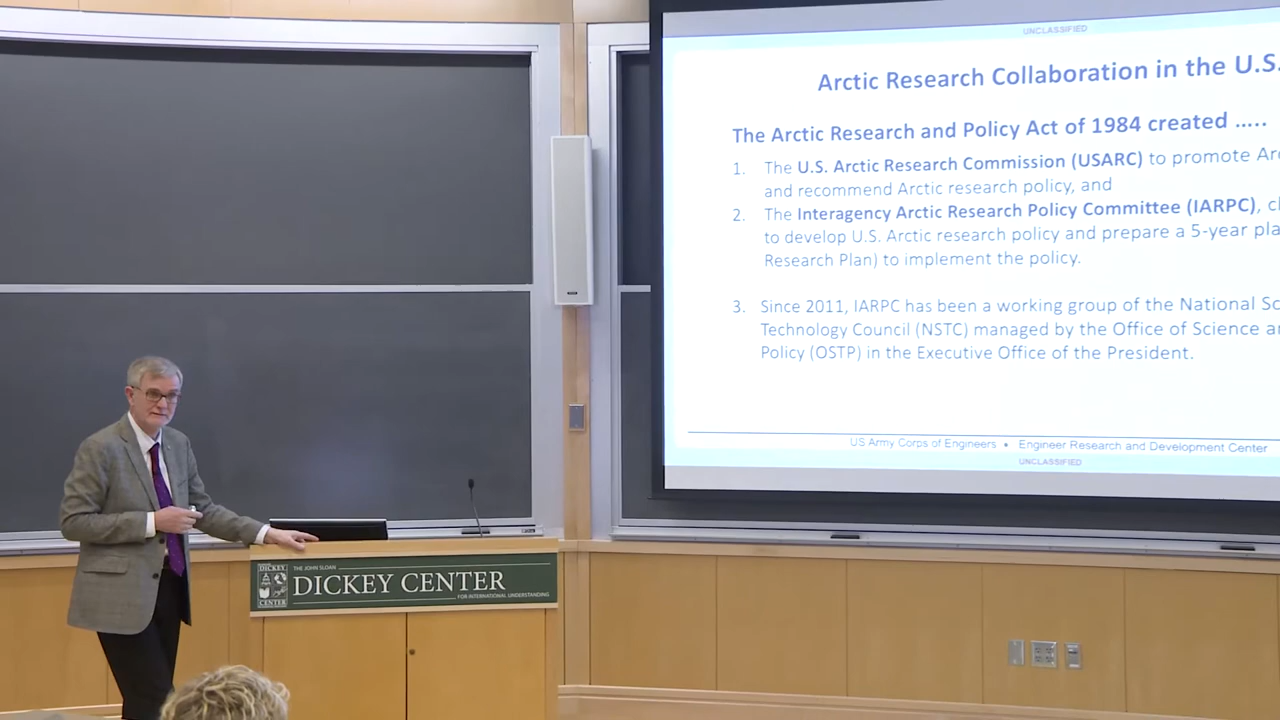 UNCLASSIFIED
Arctic Research Collaboration in the U.S.
The Arctic Research and Policy Act of 1984 created .....
1. The U.S. Arctic Research Commission (USARC) to promote
and recommend Arctic research policy, and
2. The Interagency Arctic Research Policy Committee (IARPC),
to develop U.S. Arctic research policy and prepare a 5-year
Research Plan) to implement the policy.
3. Since 2011, IARPC has been a working group of the National
Technology Council (NSTC) managed by the Office of Science
Policy (OSTP) in the Executive Office of the President.
US Army Corps of Engineers • Engineer Research and Development Center
UNCLASSIFIED
DICKEY
CENTER
THE JOHN SLOAN
DICKEY CENTER
FOR INTERNATIONAL UNDERSTANDING